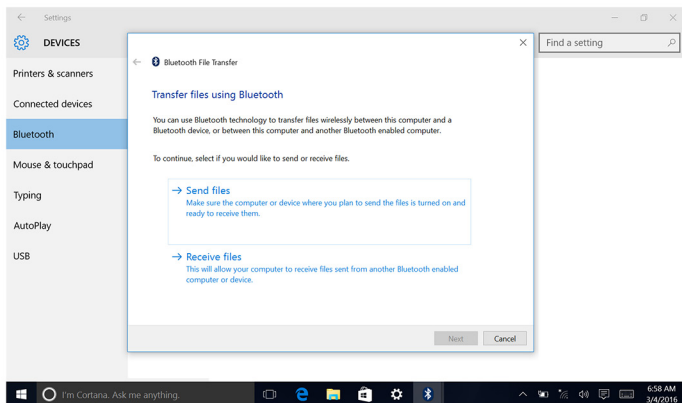 Settings
DEVICES
Find a setting
Printers & scanners
Connected devices
Bluetooth
Mouse & touchpad
Typing
AutoPlay
USB
Bluetooth File Transfer
Transfer files using Bluetooth
You can use Bluetooth technology to transfer files wirelessly between this computer and a
Bluetooth device, or between this computer and another Bluetooth enabled computer.
To continue, select if you would like to send or receive files.
Send files
Make sure the computer or device where you plan to send the files is turned on and
ready to receive them.
Receive files
This will allow your computer to receive files sent from another Bluetooth enabled
computer or device.
Next
Cancel
I'm Cortana. Ask me anything.
6:58 AM
3/4/2016